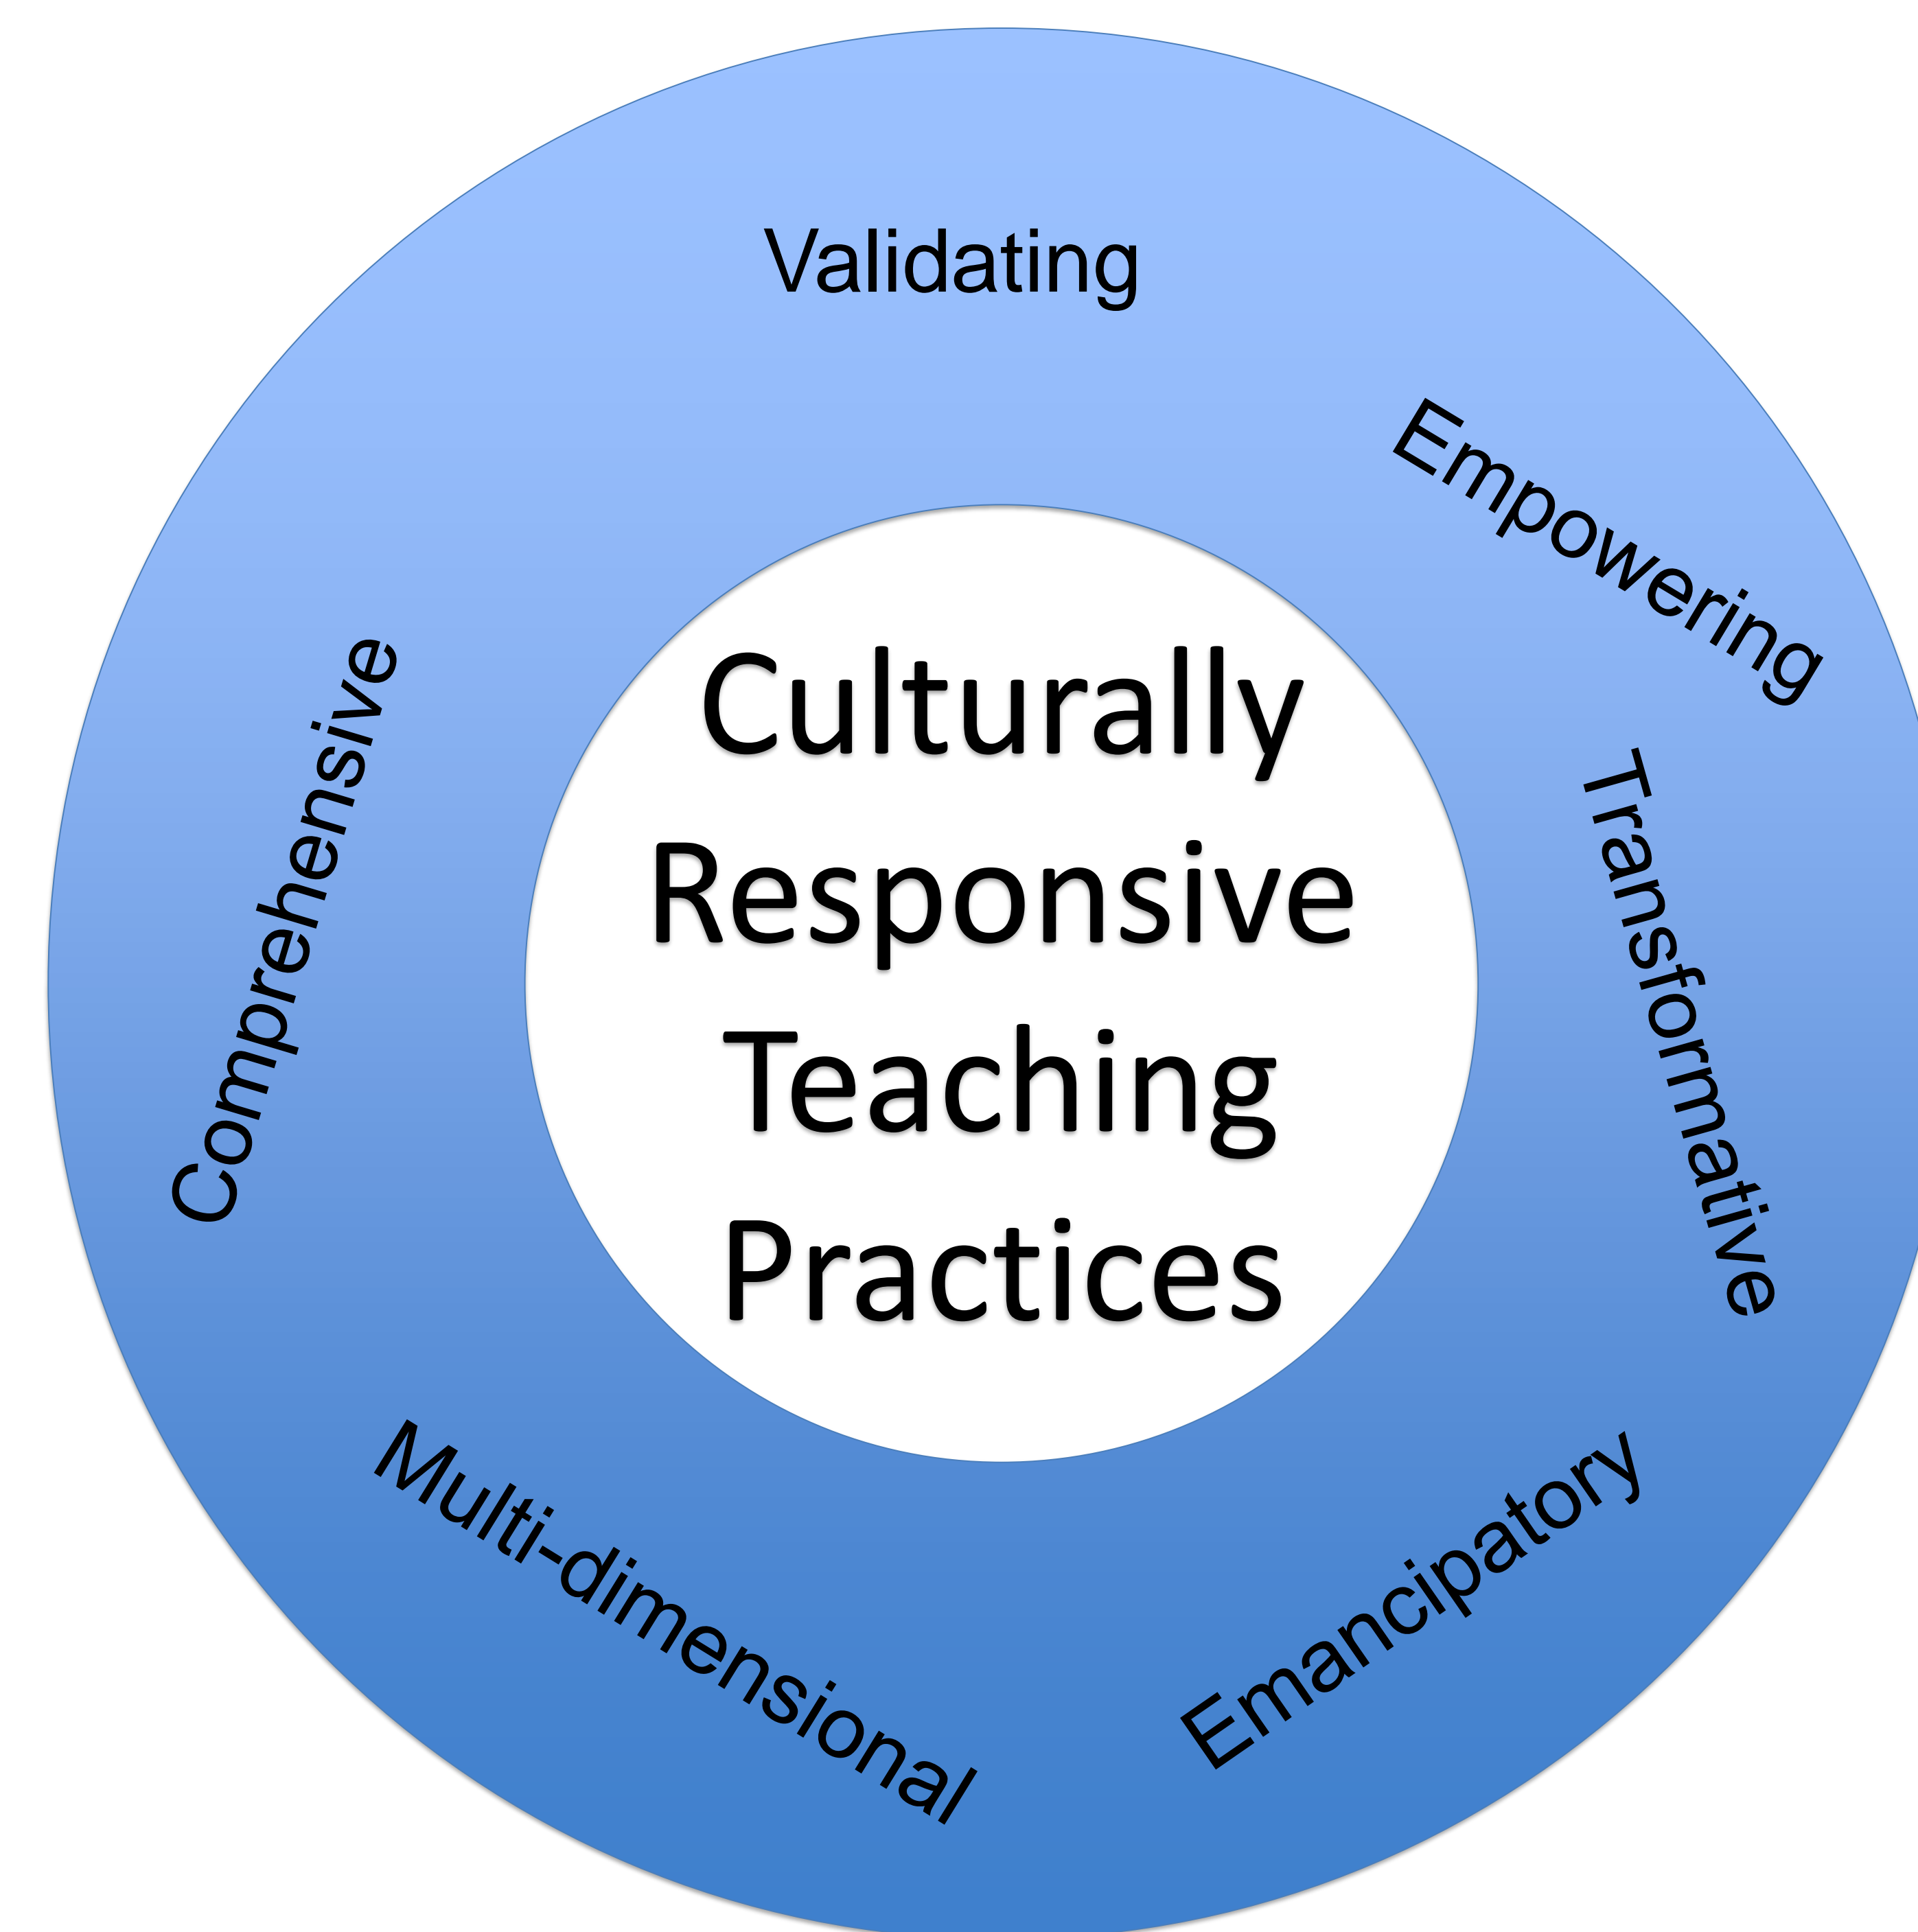 Validating
Empowering
Transformative
Emancipatory
Multi-dimensional
Comprehensive
Culturally
Responsive
Teaching
Practices